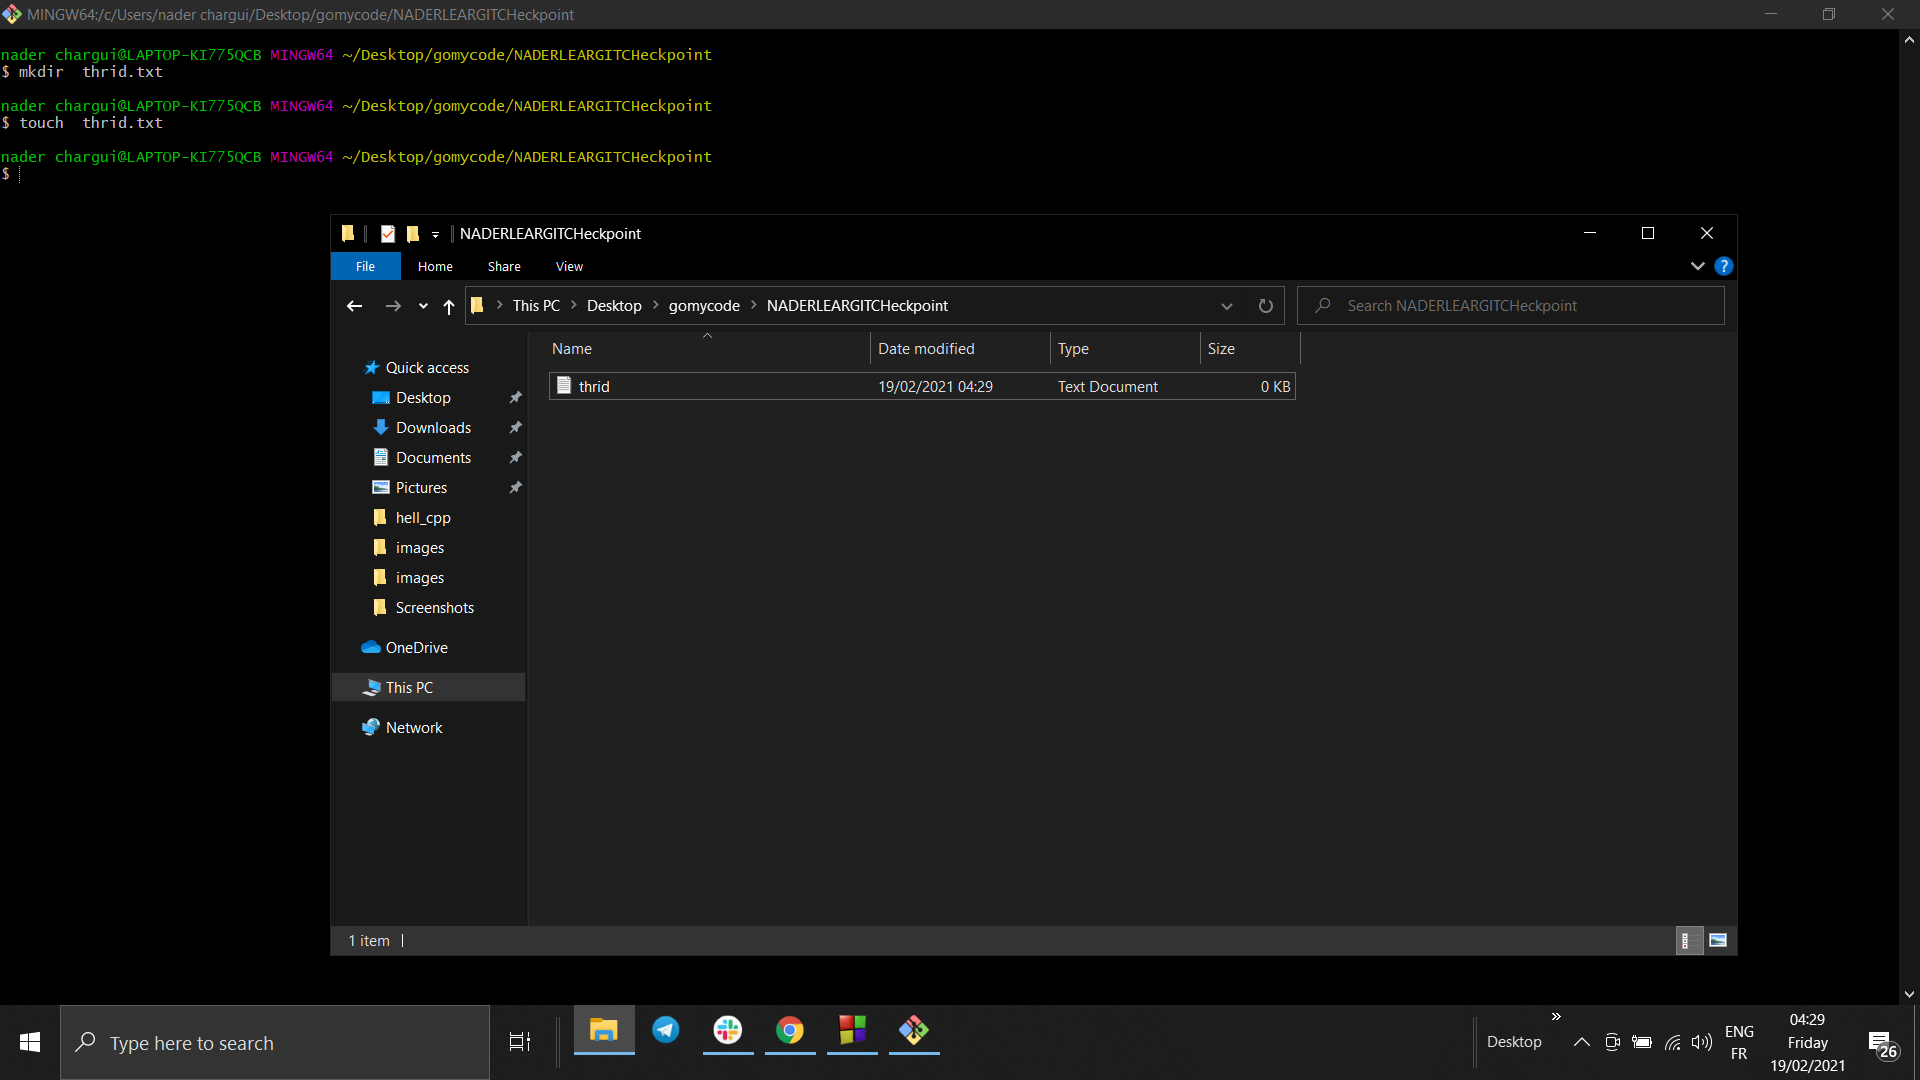 MINGW64:/c/Users/nader chargui/Desktop/gomycode/NADERLEARGITCHeckpoint
nader chargui@LAPTOP-KI775QCB MINGW64 ~/Desktop/gomycode/NADERLEARGITCHeckpoint
$ mkdir  thrid.txt
nader chargui@LAPTOP-KI775QCB MINGW64 ~/Desktop/gomycode/NADERLEARGITCHeckpoint
$ touch  thrid.txt
nader chargui@LAPTOP-KI775QCB MINGW64 ~/Desktop/gomycode/NADERLEARGITCHeckpoint
$
NADERLEARGITCHeckpoint
File Home Share View
This PC Desktop gomycode NADERLEARGITCHeckpoint
Search NADERLEARGITCHeckpoint
Name Date modified Type Size
thrid 19/02/2021 04:29 Text Document 0 KB
Quick access
Desktop
Downloads
Documents
Pictures
hell_cpp
images
images
Screenshots
OneDrive
This PC
Network
1 item
Type here to search
Desktop
ENG
FR
04:29
Friday
19/02/2021
26